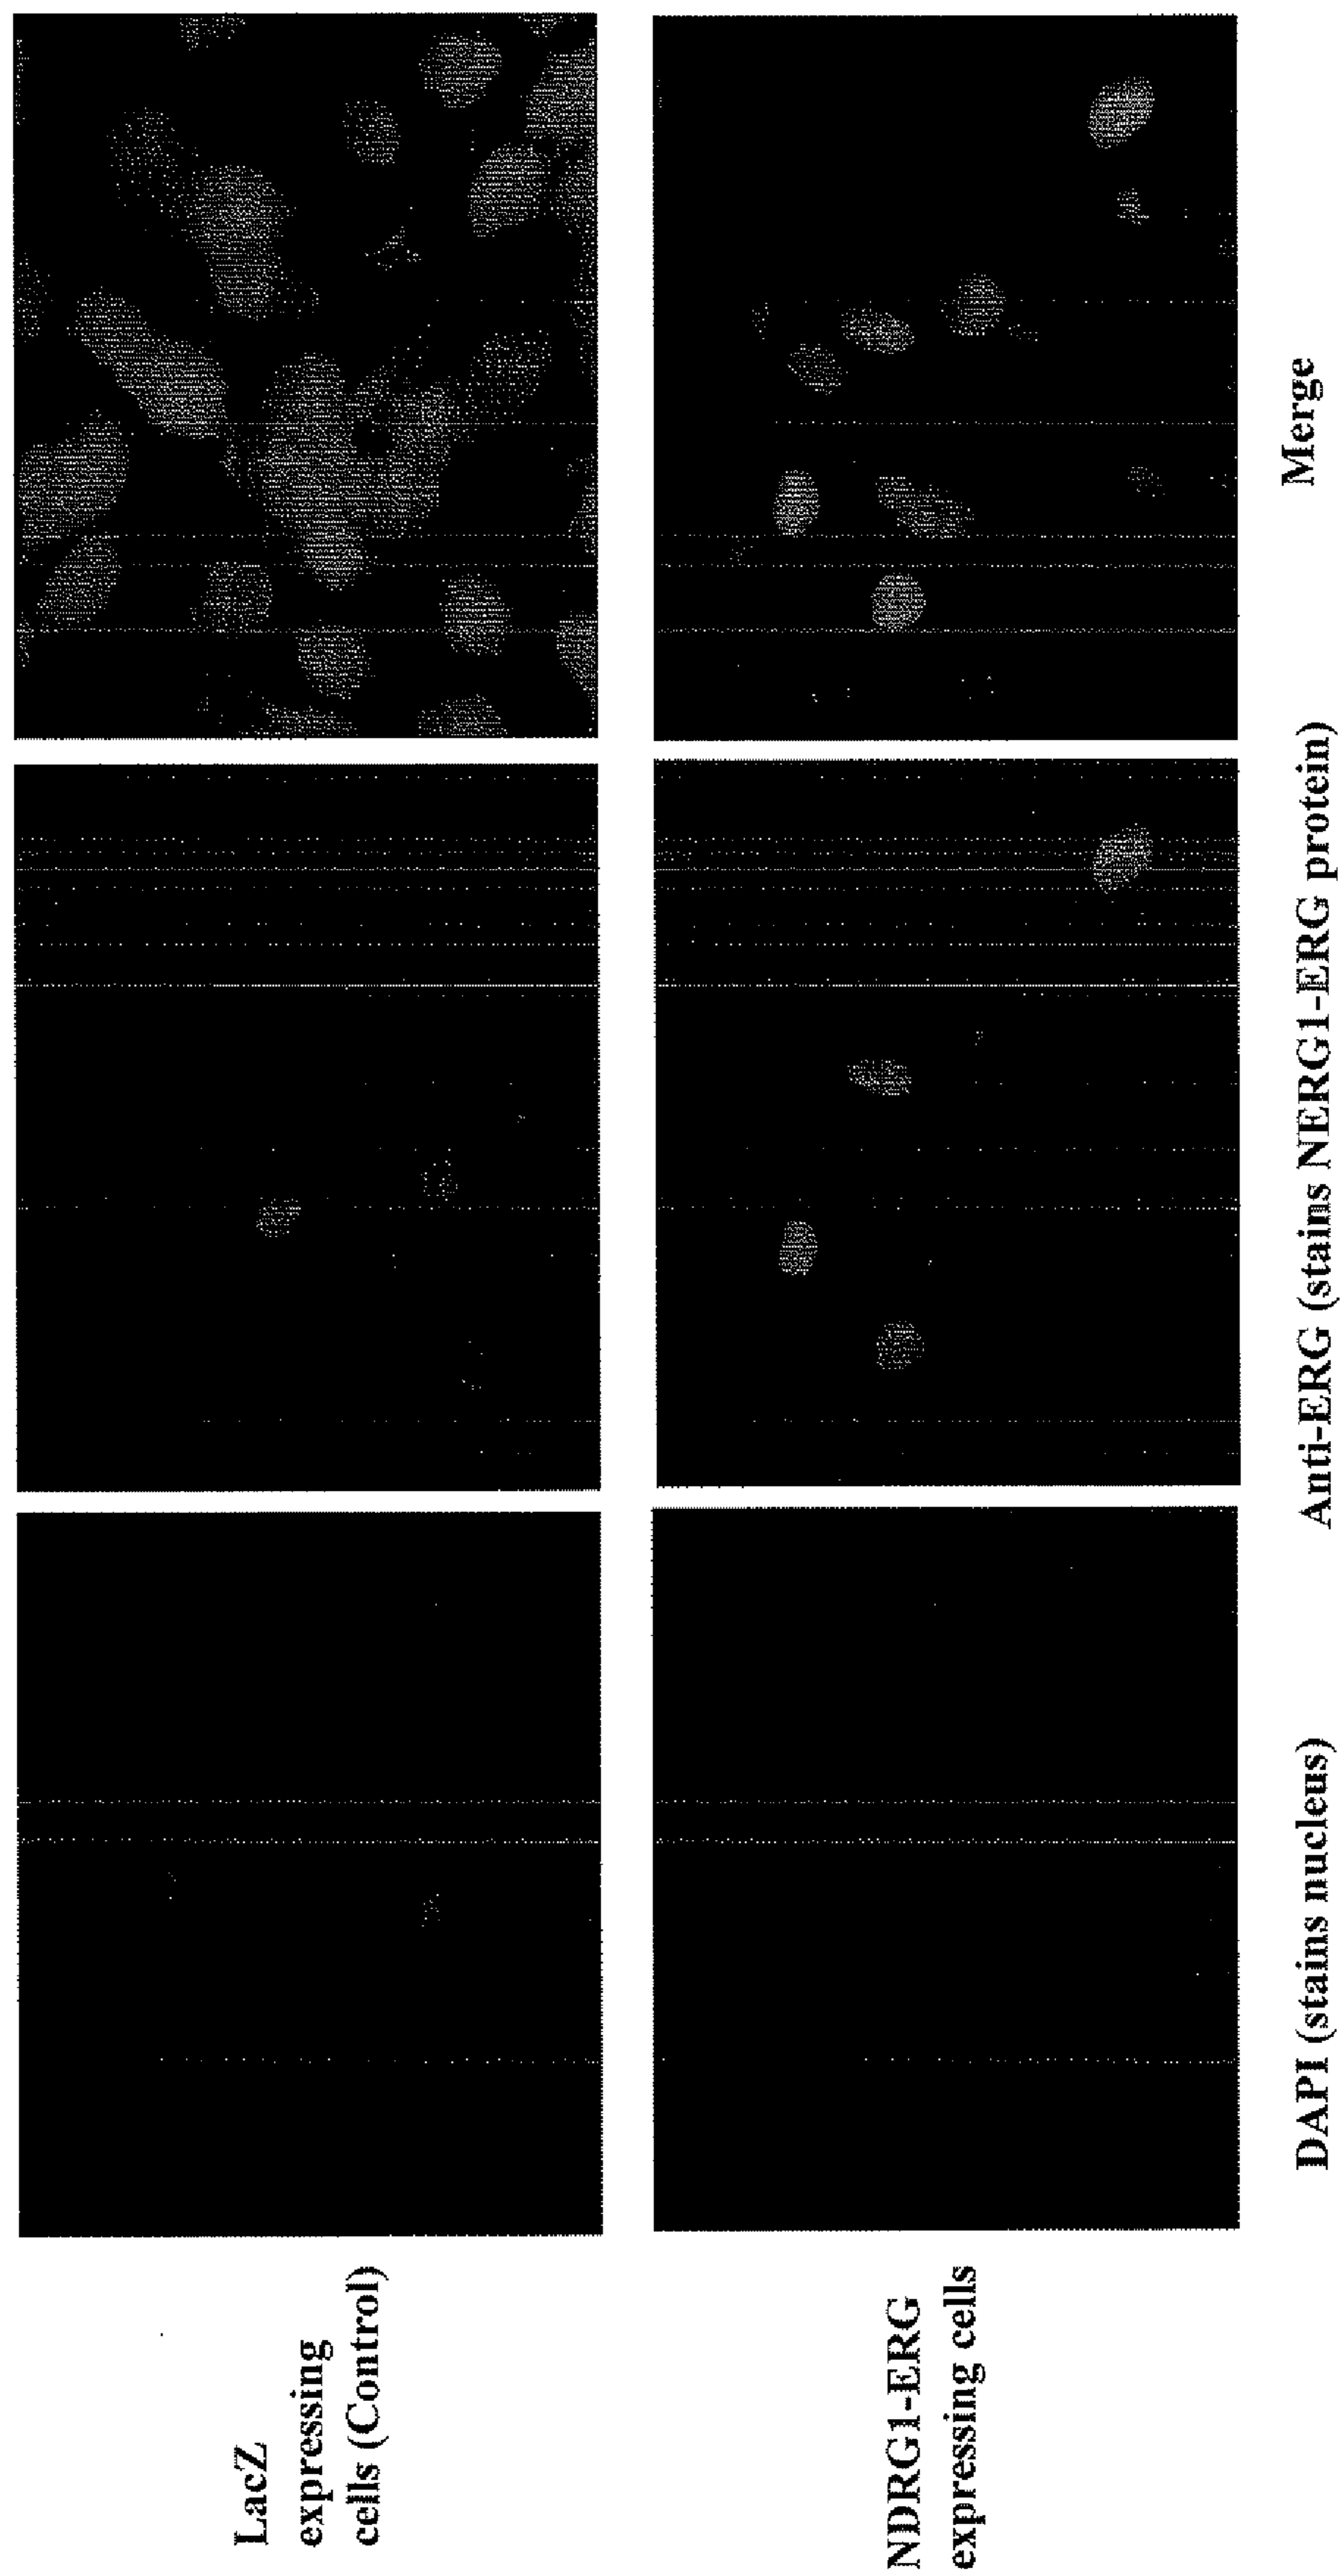 LacZ
expressing
cells (Control)
NDRG1-ERG
expressing cells
DAPI (stains nucleus)
Anti-ERG (stains NERG1-ERG protein)
Merge